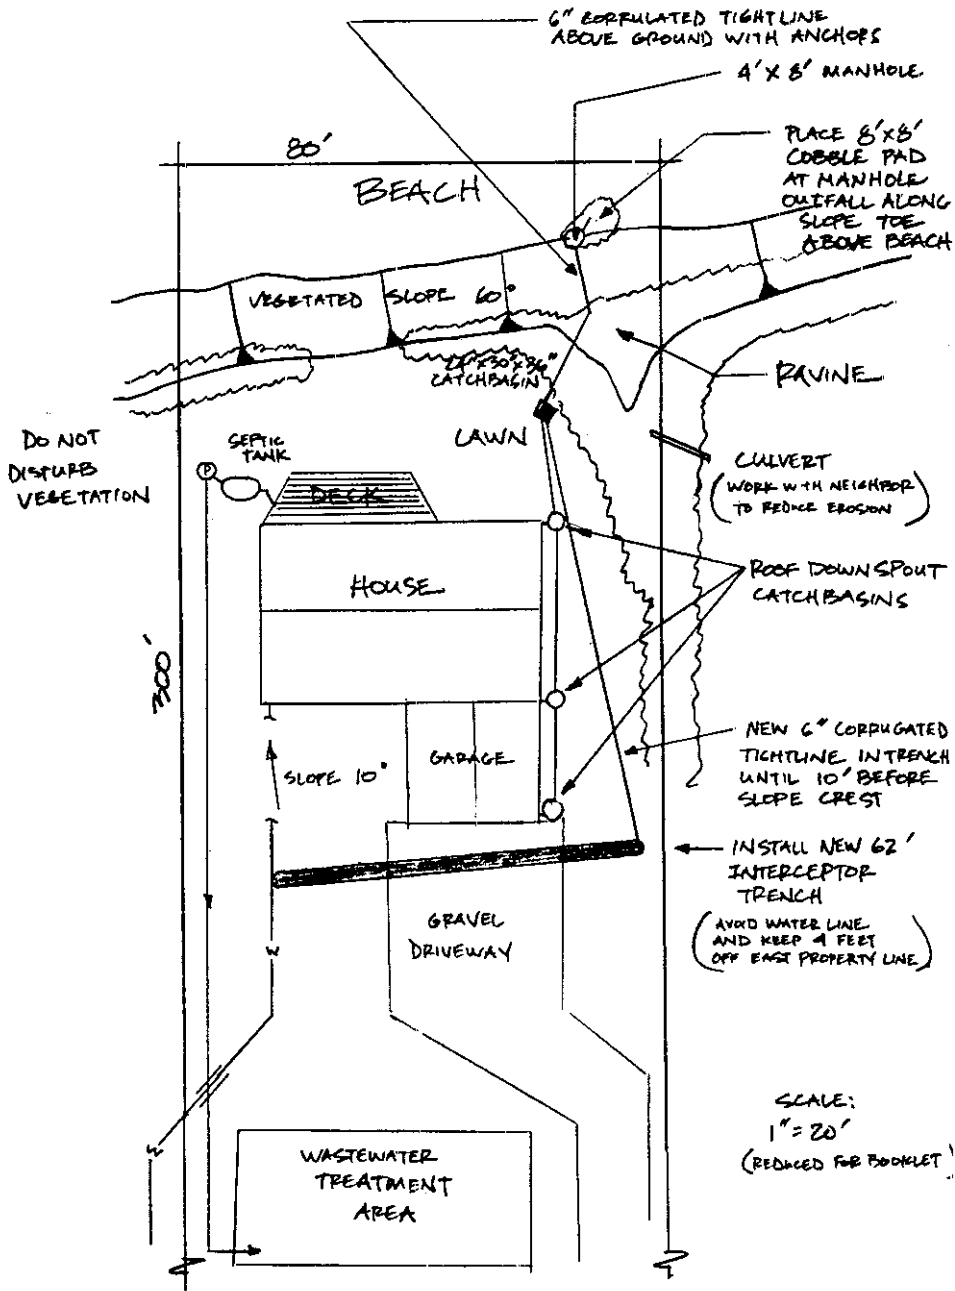 6" CORRULATED TIGHTLINE
ABOVE GROUND WITH ANCHORS
4' X 8' MANHOLE
80'
PLACE 8'X8'
COBBLE PAD
AT MANHOLE
OUTFALL ALONG
SLOPE TOE
ABOVE BEACH
BEACH
VEGETATED SLOPE 60°
CATCHBASIN
RAVINE
LAWN
DO NOT
DISTURB
VEGETATION
SEPTIC
TANK
P
DECK
CULVERT
(WORK WITH NEIGHBOR
TO REDUCE EROSION)
HOUSE
ROOF DOWNSPOUT
CATCHBASINS
300'
NEW 6" CORRUGATED
TIGHTLINE IN TRENCH
UNTIL 10' BEFORE
SLOPE CREST
GARAGE
SLOPE 10°
INSTALL NEW 62'
INTERCEPTOR
TRENCH
(AVOID WATER LINE
AND KEEP 4 FEET
OFF EAST PROPERTY LINE)
GRAVEL
DRIVEWAY
W
SCALE:
1" = 20'
(REDUCED FOR BOOKLET)
W
WASTEWATER
TREATMENT
AREA